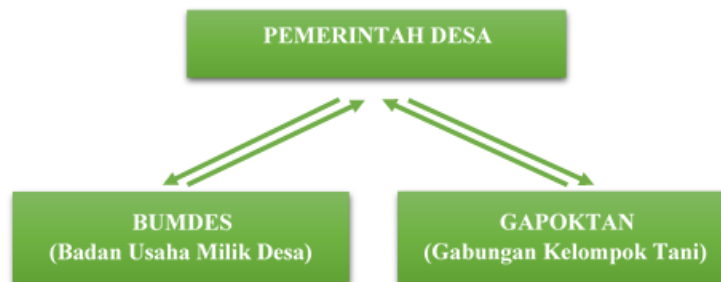 PEMERINTAH DESA
BUMDES
(Badan Usaha Milik Desa)
GAPOKTAN
(Gabungan Kelompok Tani)